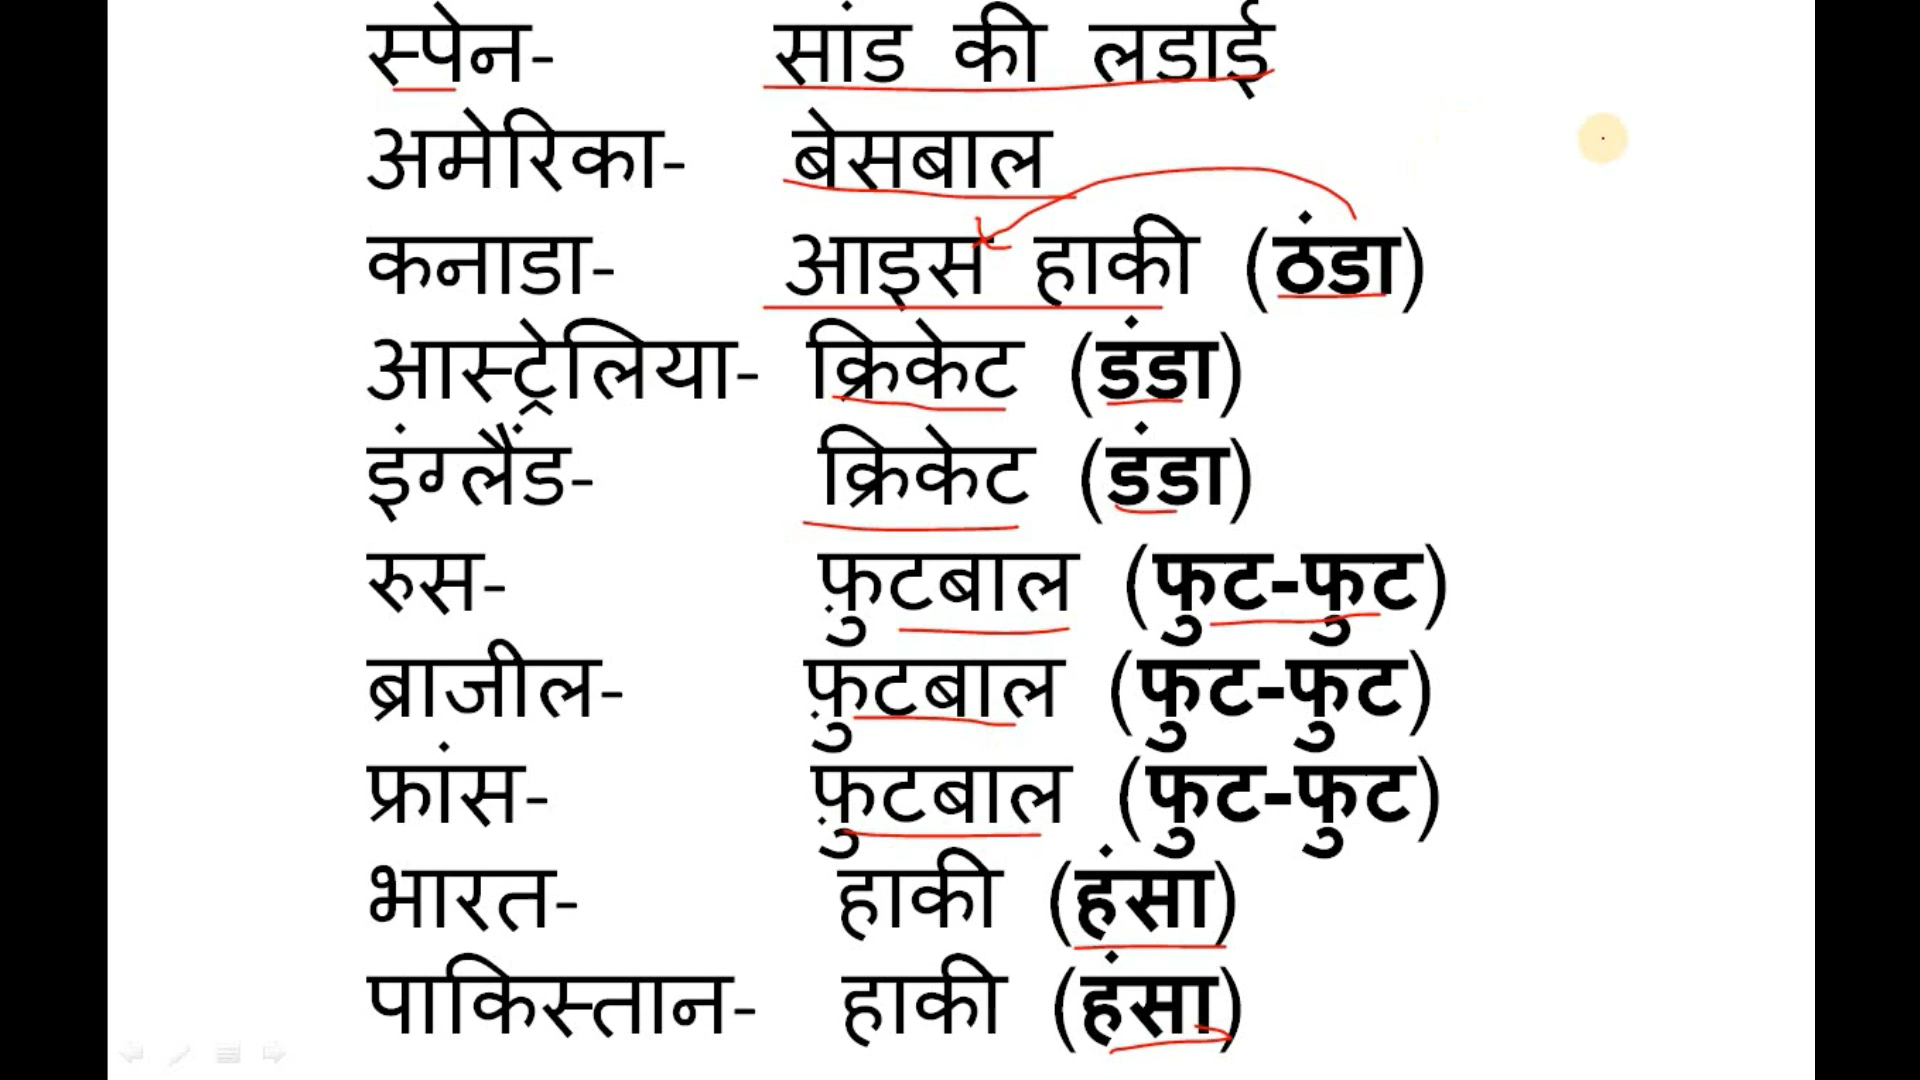 स्पेन- सांड की लडाई
अमेरिका- बेसबाल
कनाडा- आइस हाकी (ठंडा)
आस्ट्रेलिया- क्रिकेट (डंडा)
इंग्लैंड- क्रिकेट (डंडा)
रुस- फ़ुटबाल (फुट-फुट)
ब्राजील- फ़ुटबाल (फुट-फुट)
फ्रांस- फ़ुटबाल (फुट-फुट)
भारत- हाकी (हंसा)
पाकिस्तान- हाकी (हंसा)